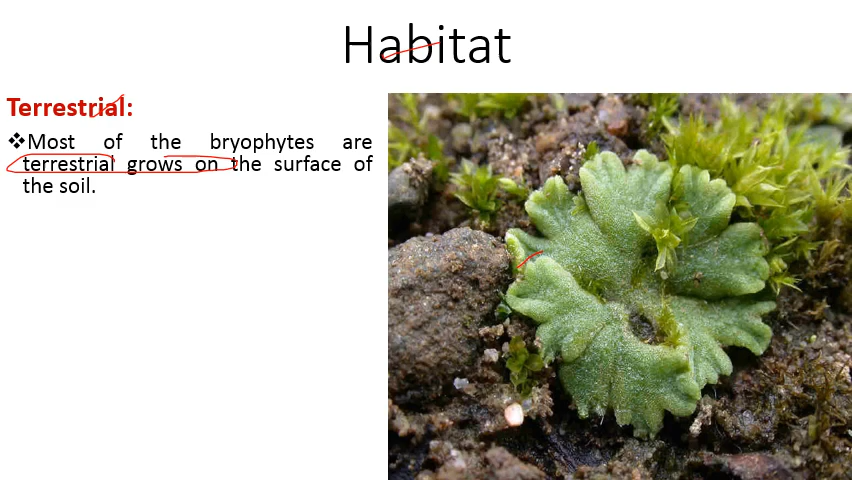 Habitat
Terrestrial:
❖Most of the bryophytes are
terrestrial grows on the surface of
the soil.